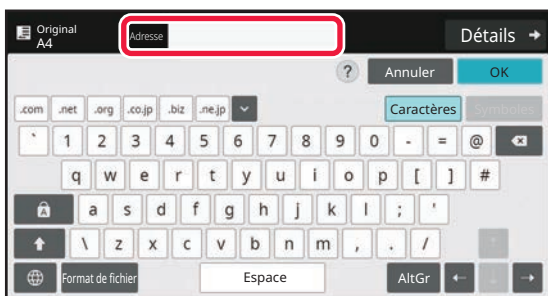 Original
A4
Adresse
Détails
? Annuler OK
.com .net .org .co.jp .biz .ne.jp Caractères Symboles
` 1 2 3 4 5 6 7 8 9 0 - = @
q w e r t y u i o p [ ] #
A a s d f g h j k l ; '
\ z x c v b n m , . /
Format de fichier Espace AltGr